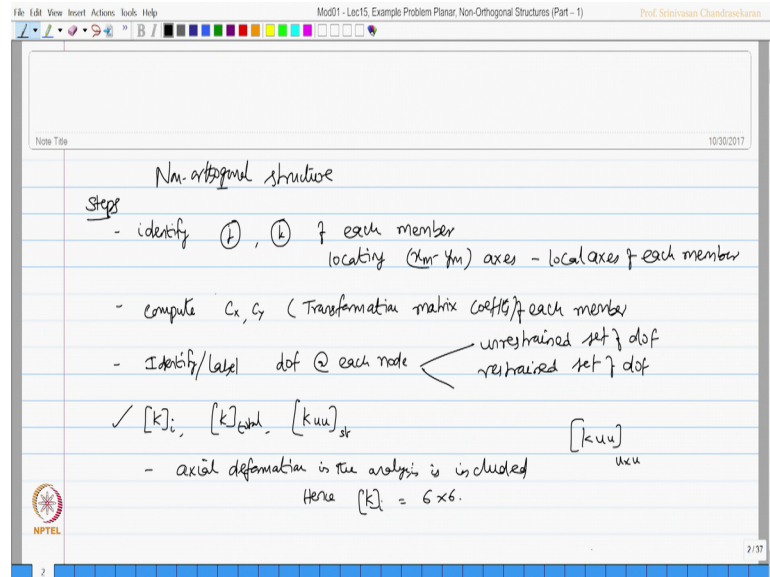 File Edit View Insert Actions Tools Help
Mod01 - Lec15, Example Problem Planar, Non-Orthogonal Structures (Part – 1)
Prof. Srinivasan Chandrasekaran
B I
Note Title
10/30/2017
Non-orthogonal structure
Steps
- identify (j), (k) of each member
locating (xm-ym) axes - local axes of each member
- compute Cx, Cy (Transformation matrix coeffts) of each member
- Identify/Label dof @ each node
unrestrained set of dof
restrained set of dof
✓ [k]i, [k]total, [kuu]str
[kuu]uxu
- axial deformation in the analysis is included
Hence [k]i = 6x6.
NPTEL
2/37
2